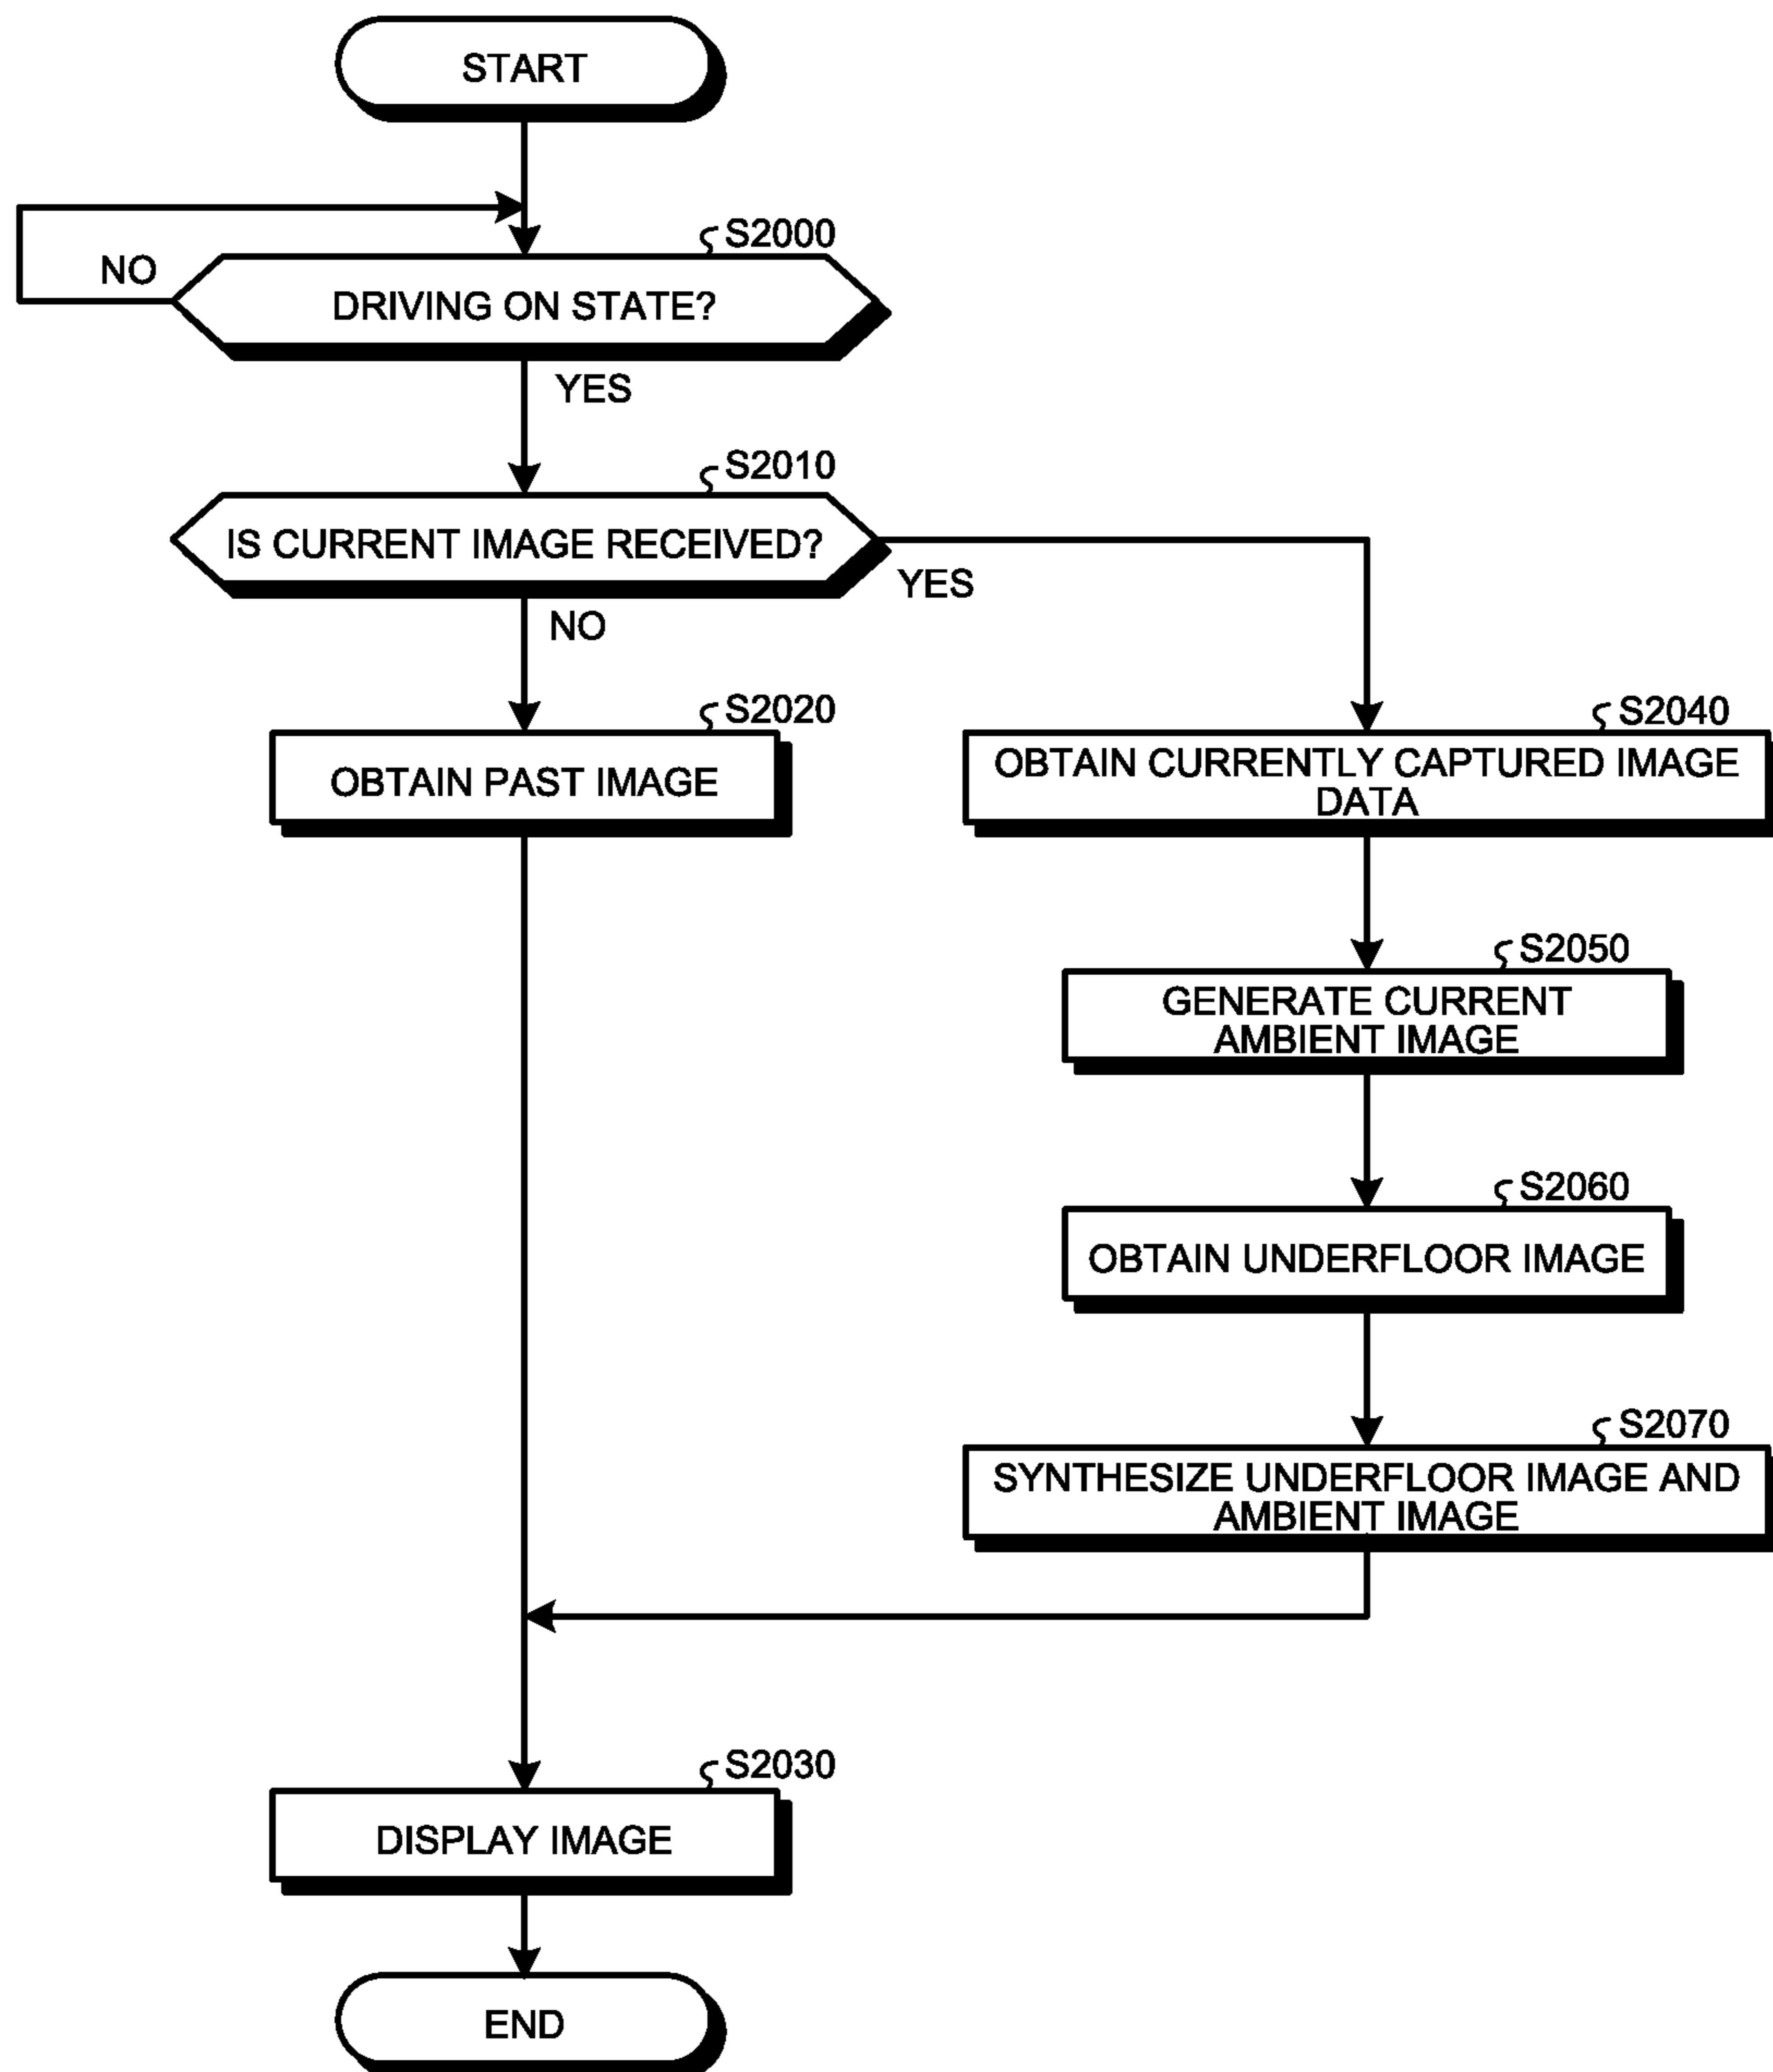 START
S2000
NO
DRIVING ON STATE?
YES
S2010
IS CURRENT IMAGE RECEIVED?
YES
NO
S2020
OBTAIN PAST IMAGE
S2040
OBTAIN CURRENTLY CAPTURED IMAGE
DATA
S2050
GENERATE CURRENT
AMBIENT IMAGE
S2060
OBTAIN UNDERFLOOR IMAGE
S2070
SYNTHESIZE UNDERFLOOR IMAGE AND
AMBIENT IMAGE
S2030
DISPLAY IMAGE
END